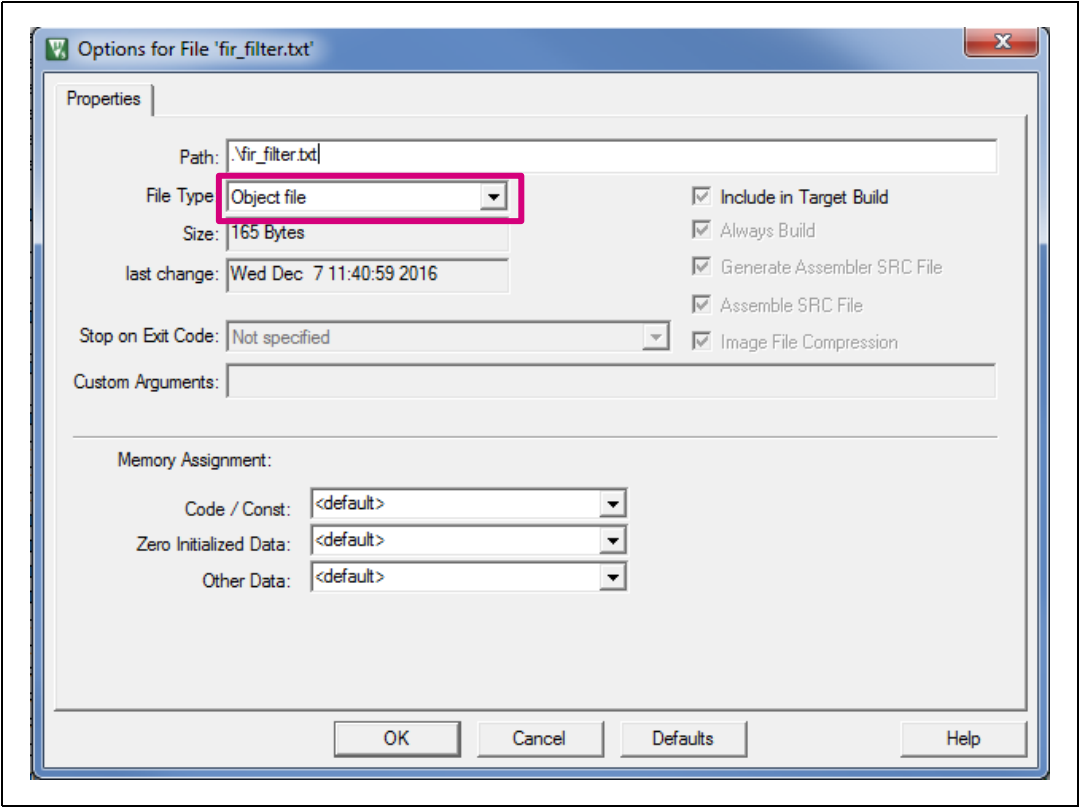 Options for File 'fir_filter.txt'
Properties
Path: .\fir_filter.txt
File Type Object file
Include in Target Build
Size: 165 Bytes
Always Build
last change: Wed Dec  7 11:40:59 2016
Generate Assembler SRC File
Assemble SRC File
Stop on Exit Code: Not specified
Image File Compression
Custom Arguments:
Memory Assignment:
Code / Const: <default>
Zero Initialized Data: <default>
Other Data: <default>
OK Cancel Defaults Help